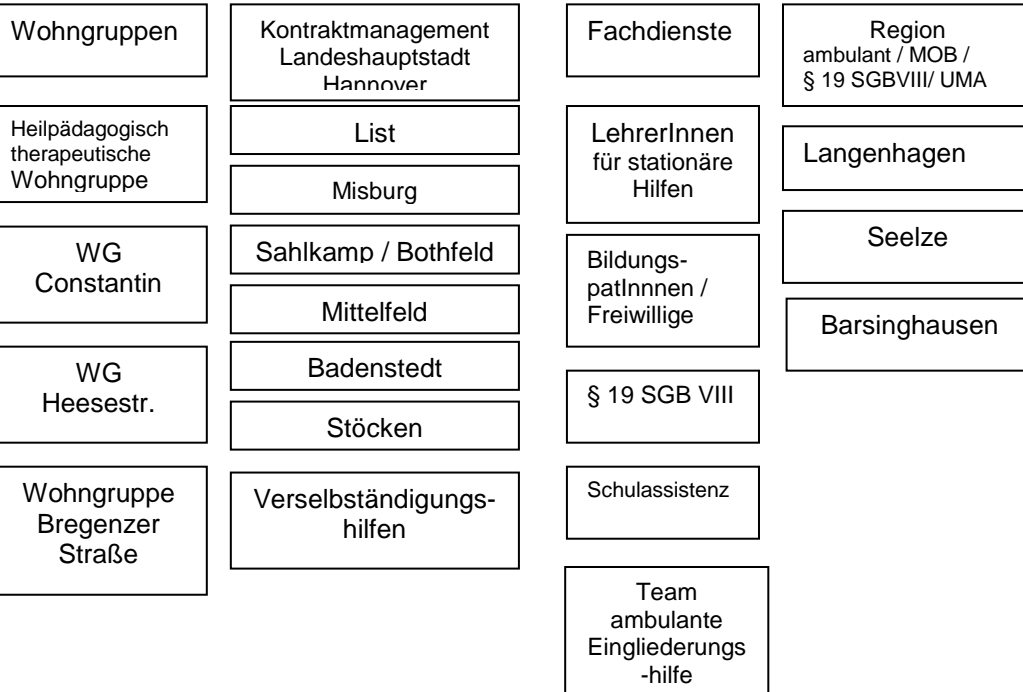 Wohngruppen
Heilpädagogisch
therapeutische
Wohngruppe
WG
Constantin
WG
Heesestr.
Wohngruppe
Bregenzer
Straße
Kontraktmanagement
Landeshauptstadt
Hannover
List
Misburg
Sahlkamp / Bothfeld
Mittelfeld
Badenstedt
Stöcken
Verselbständigungs-
hilfen
Fachdienste
LehrerInnen
für stationäre
Hilfen
Bildungs-
patInnnen /
Freiwillige
§ 19 SGB VIII
Schulassistenz
Team
ambulante
Eingliederungs
-hilfe
Region
ambulant / MOB /
§ 19 SGBVIII/ UMA
Langenhagen
Seelze
Barsinghausen